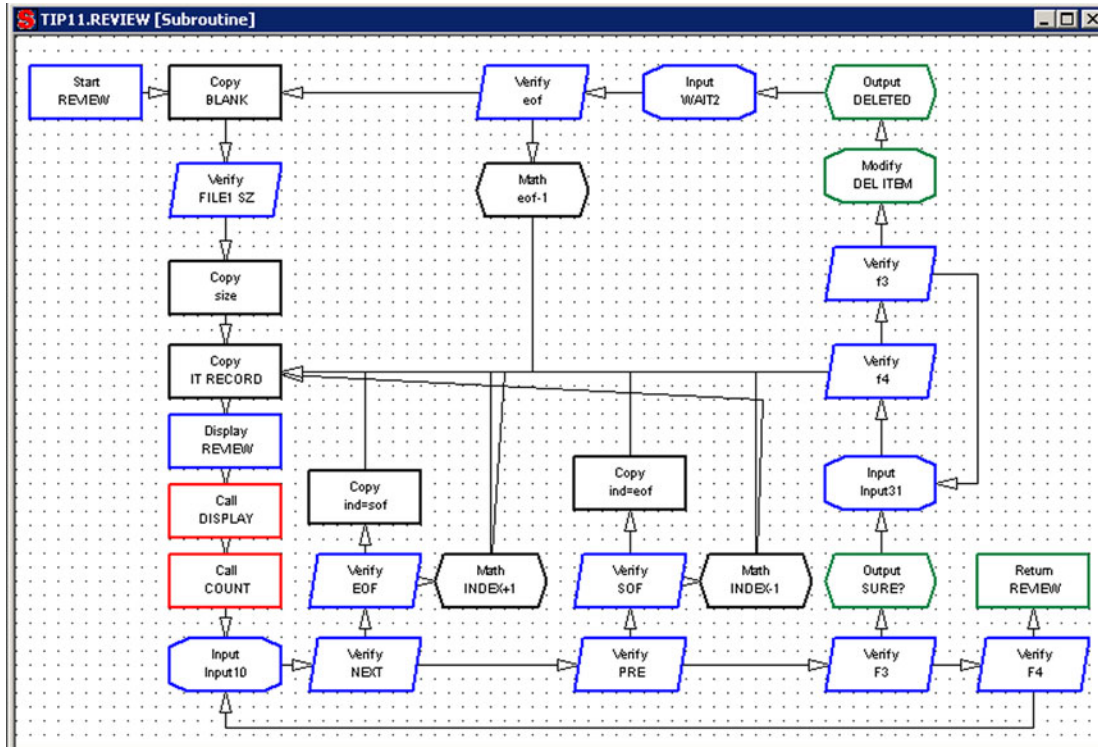 TIP11.REVIEW [Subroutine]
Start
REVIEW
Copy
BLANK
Verify
eof
Input
WAIT2
Output
DELETED
Verify
FILE1 SZ
Math
eof-1
Modify
DEL ITEM
Copy
size
Verify
f3
Copy
IT RECORD
Verify
f4
Display
REVIEW
Copy
ind=sof
Copy
ind=eof
Input
Input31
Call
DISPLAY
Call
COUNT
Verify
EOF
Math
INDEX+1
Verify
SOF
Math
INDEX-1
Output
SURE?
Return
REVIEW
Input
Input10
Verify
NEXT
Verify
PRE
Verify
F3
Verify
F4